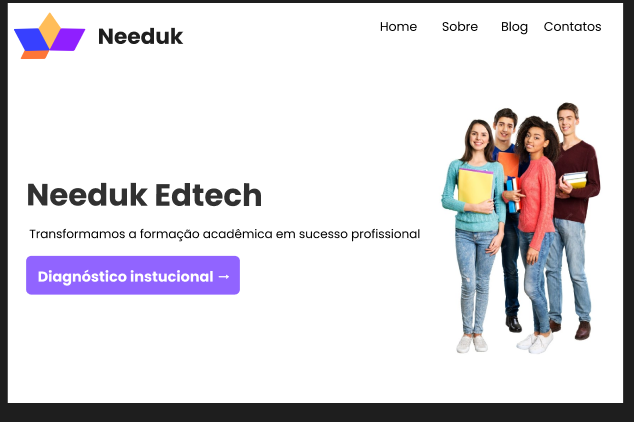 Needuk
Home Sobre Blog Contatos
Needuk Edtech
Transformamos a formação acadêmica em sucesso profissional
Diagnóstico instucional →